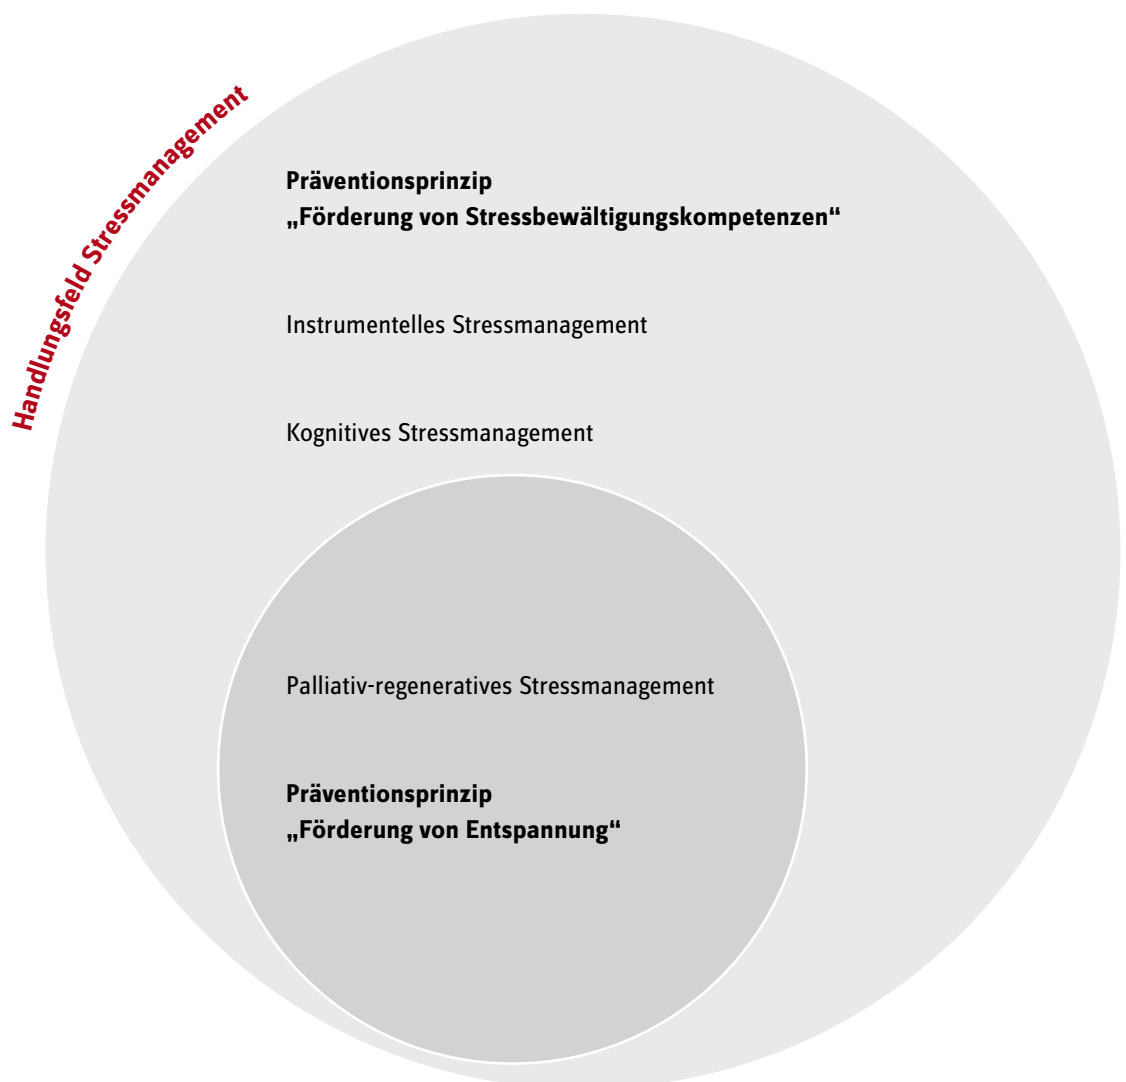 Handlungsfeld Stressmanagement
Präventionsprinzip
„Förderung von Stressbewältigungskompetenzen“
Instrumentelles Stressmanagement
Kognitives Stressmanagement
Palliativ-regeneratives Stressmanagement
Präventionsprinzip
„Förderung von Entspannung“